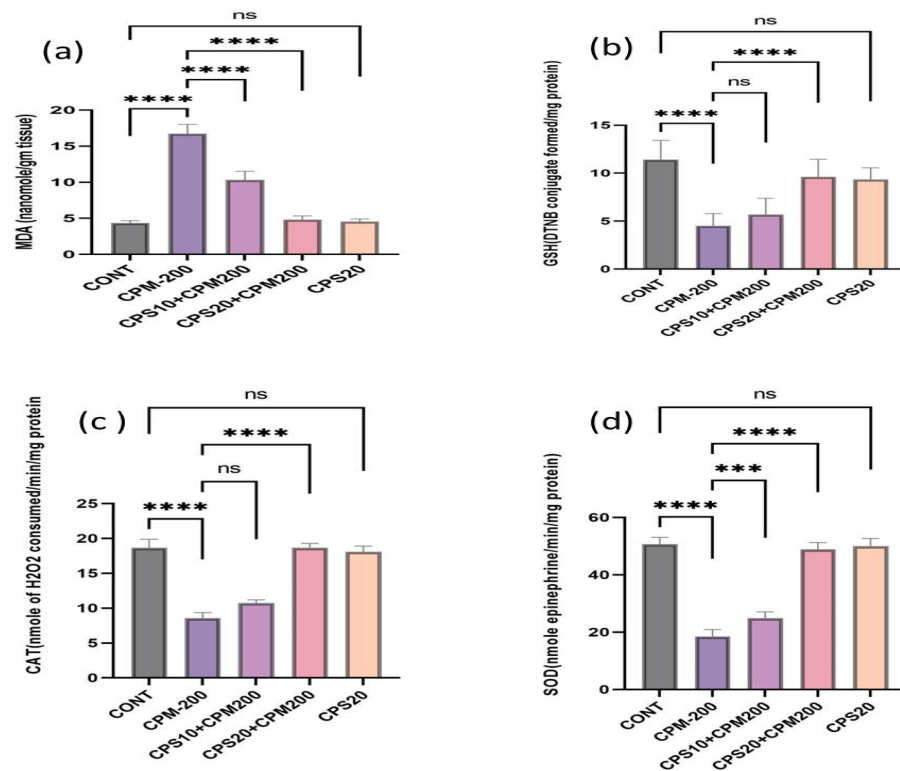 ns
(a)
****
****
****
MDA (nanomole/gm tissue)
20
15
10
5
0
CONT
CPM-200
CPS10+CPM200
CPS20+CPM200
CPS20
ns
(b)
****
ns
****
GSH(DTNB conjugate formed/mg protein)
15
10
5
0
CONT
CPM-200
CPS10+CPM200
CPS20+CPM200
CPS20
ns
(c )
****
ns
****
CAT(nmole of H2O2 consumed/min/mg protein
25
20
15
10
5
0
CONT
CPM-200
CPS10+CPM200
CPS20+CPM200
CPS20
ns
(d)
****
***
****
SOD(nmole epinephrine/min/mg protein)
60
40
20
0
CONT
CPM-200
CPS10+CPM200
CPS20+CPM200
CPS20